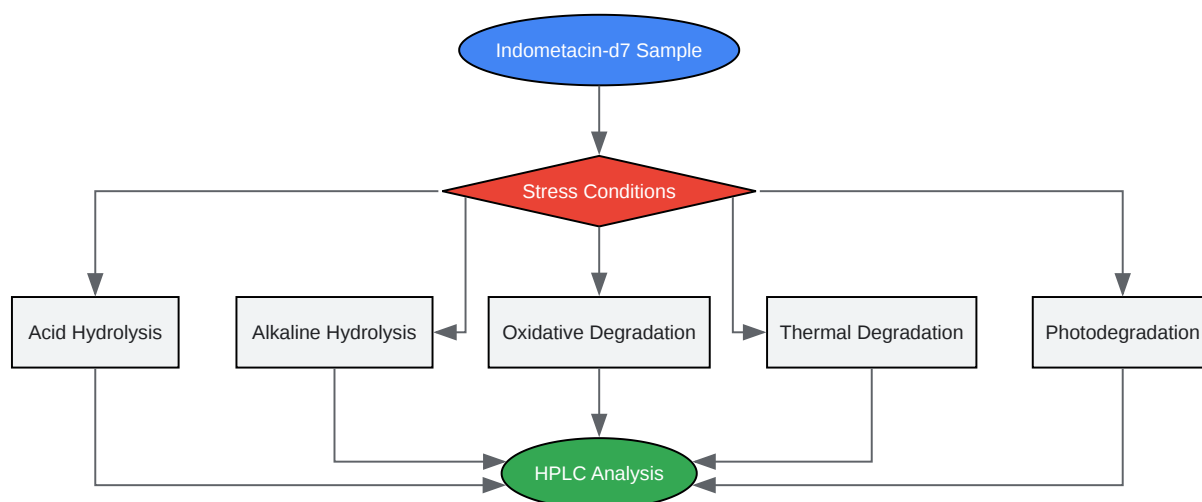 Indometacin-d7 Sample
Stress Conditions
Acid Hydrolysis
Alkaline Hydrolysis
Oxidative Degradation
Thermal Degradation
Photodegradation
HPLC Analysis